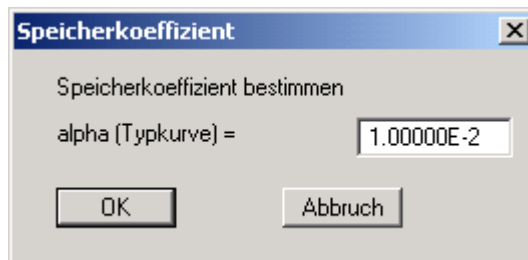 Speicherkoeffizient
Speicherkoeffizient bestimmen
alpha (Typkurve) = 1.00000E-2
OK Abbruch